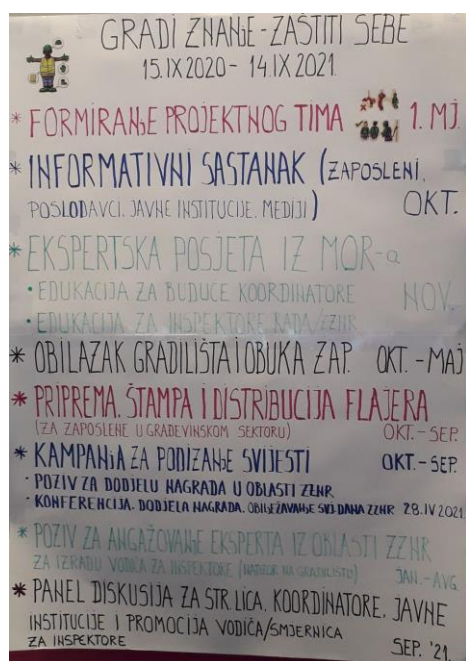 GRADI ZNANJE - ZAŠTITI SEBE
15.IX2020 - 14.IX2021.
* FORMIRANJE PROJEKTNOG TIMA 1. MJ.
* INFORMATIVNI SASTANAK (ZAPOSLENI,
POSLODAVCI, JAVNE INSTITUCIJE, MEDIJI) OKT.
* EKSPERTSKA POSJETA IZ MOR-a
• EDUKACIJA ZA BUDUCE KOORDINATORE NOV.
• EDUKACIJA ZA INSPEKTORE RADA/ZZNR
* OBILAZAK GRADILIŠTA I OBUKA ZAP. OKT. - MAJ
* PRIPREMA, ŠTAMPA I DISTRIBUCIJA FLAJERA
(ZA ZAPOSLENE U GRAĐEVINSKOM SEKTORU) OKT. - SEP.
* KAMPANJA ZA PODIZANJE SVIJESTI OKT. - SEP.
• POZIV ZA DODJELU NAGRADA U OBLASTI ZZNR
• KONFERENCIJA, DODJELA NAGRADA, OBILJEŽAVANJE SVJ. DANA ZZNR 28.IV 2021.
* POZIV ZA ANGAŽOVANJE EKSPERTA IZ OBLASTI ZZNR
ZA IZRADU VODIČA ZA INSPEKTORE (NADZOR NA GRADILIŠTU) JAN. - AVG.
* PANEL DISKUSIJA ZA STR. LICA, KOORDINATORE, JAVNE
INSTITUCIJE I PROMOCIJA VODIČA/SMJERNICA
ZA INSPEKTORE SEP. '21.